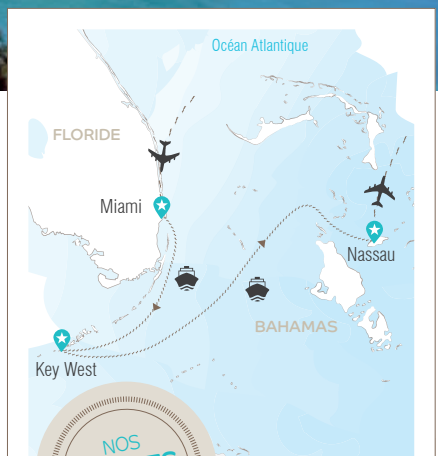 Océan Atlantique
FLORIDE
Miami
Nassau
BAHAMAS
Key West
NOS